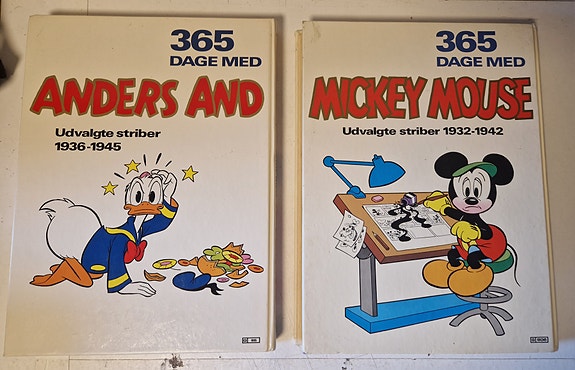 365
DAGE MED
ANDERS AND
Udvalgte striber
1936-1945
365
DAGE MED
MICKEY MOUSE
Udvalgte striber 1932-1942